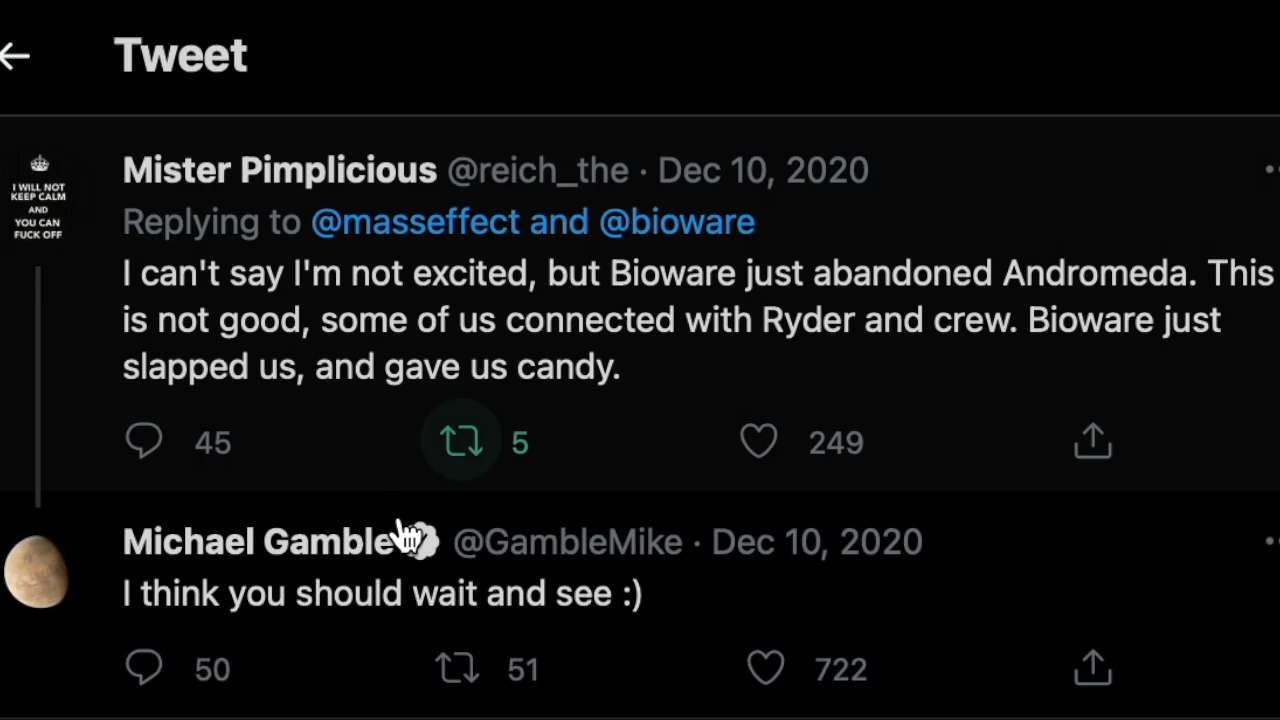 Tweet
Mister Pimplicious @reich_the · Dec 10, 2020
I WILL NOT
KEEP CALM
AND
YOU CAN
FUCK OFF
Replying to @masseffect and @bioware
I can't say I'm not excited, but Bioware just abandoned Andromeda. This
is not good, some of us connected with Ryder and crew. Bioware just
slapped us, and gave us candy.
45 5 249
Michael Gamble @GambleMike · Dec 10, 2020
I think you should wait and see :)
50 51 722